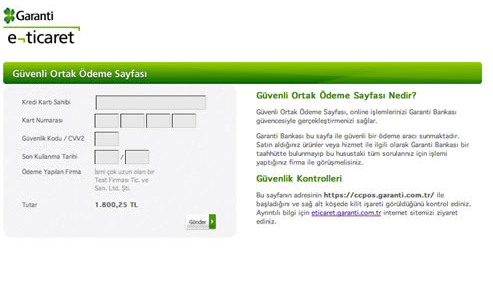 Garanti
e-ticaret
Güvenli Ortak Ödeme Sayfası
Kredi Kartı Sahibi
Kart Numarası
Güvenlik Kodu / CVV2
Son Kulanma Tarihi
/
Ödeme Yapılan Firma
İsmi çok uzun olan bir
Test Firması Tic. ve
San. Ltd. Şti.
Tutar
1.800,25 TL
Gönder
Güvenli Ortak Ödeme Sayfası Nedir?
Güvenli Ortak Ödeme Sayfası, online işlemlerinizi Garanti Bankası
güvencesiyle gerçekleştirmenizi sağlar.
Garanti Bankası bu sayfa ile güvenli bir ödeme aracı sunmaktadır.
Satın aldığınız ürünler veya hizmet ile ilgili olarak Garanti Bankası bir
taahhütte bulunmayıp bu husustaki tüm sorularınız için işlemi
yaptığınız firma ile görüşmelisiniz.
Güvenlik Kontrolleri
Bu sayfanın adresinin https://ccpos.garanti.com.tr/ ile
başladığını ve sağ alt köşede kilit işareti görüldüğünü kontrol ediniz.
Ayrıntılı bilgi için eticaret.garanti.com.tr internet sitemizi ziyaret
ediniz.